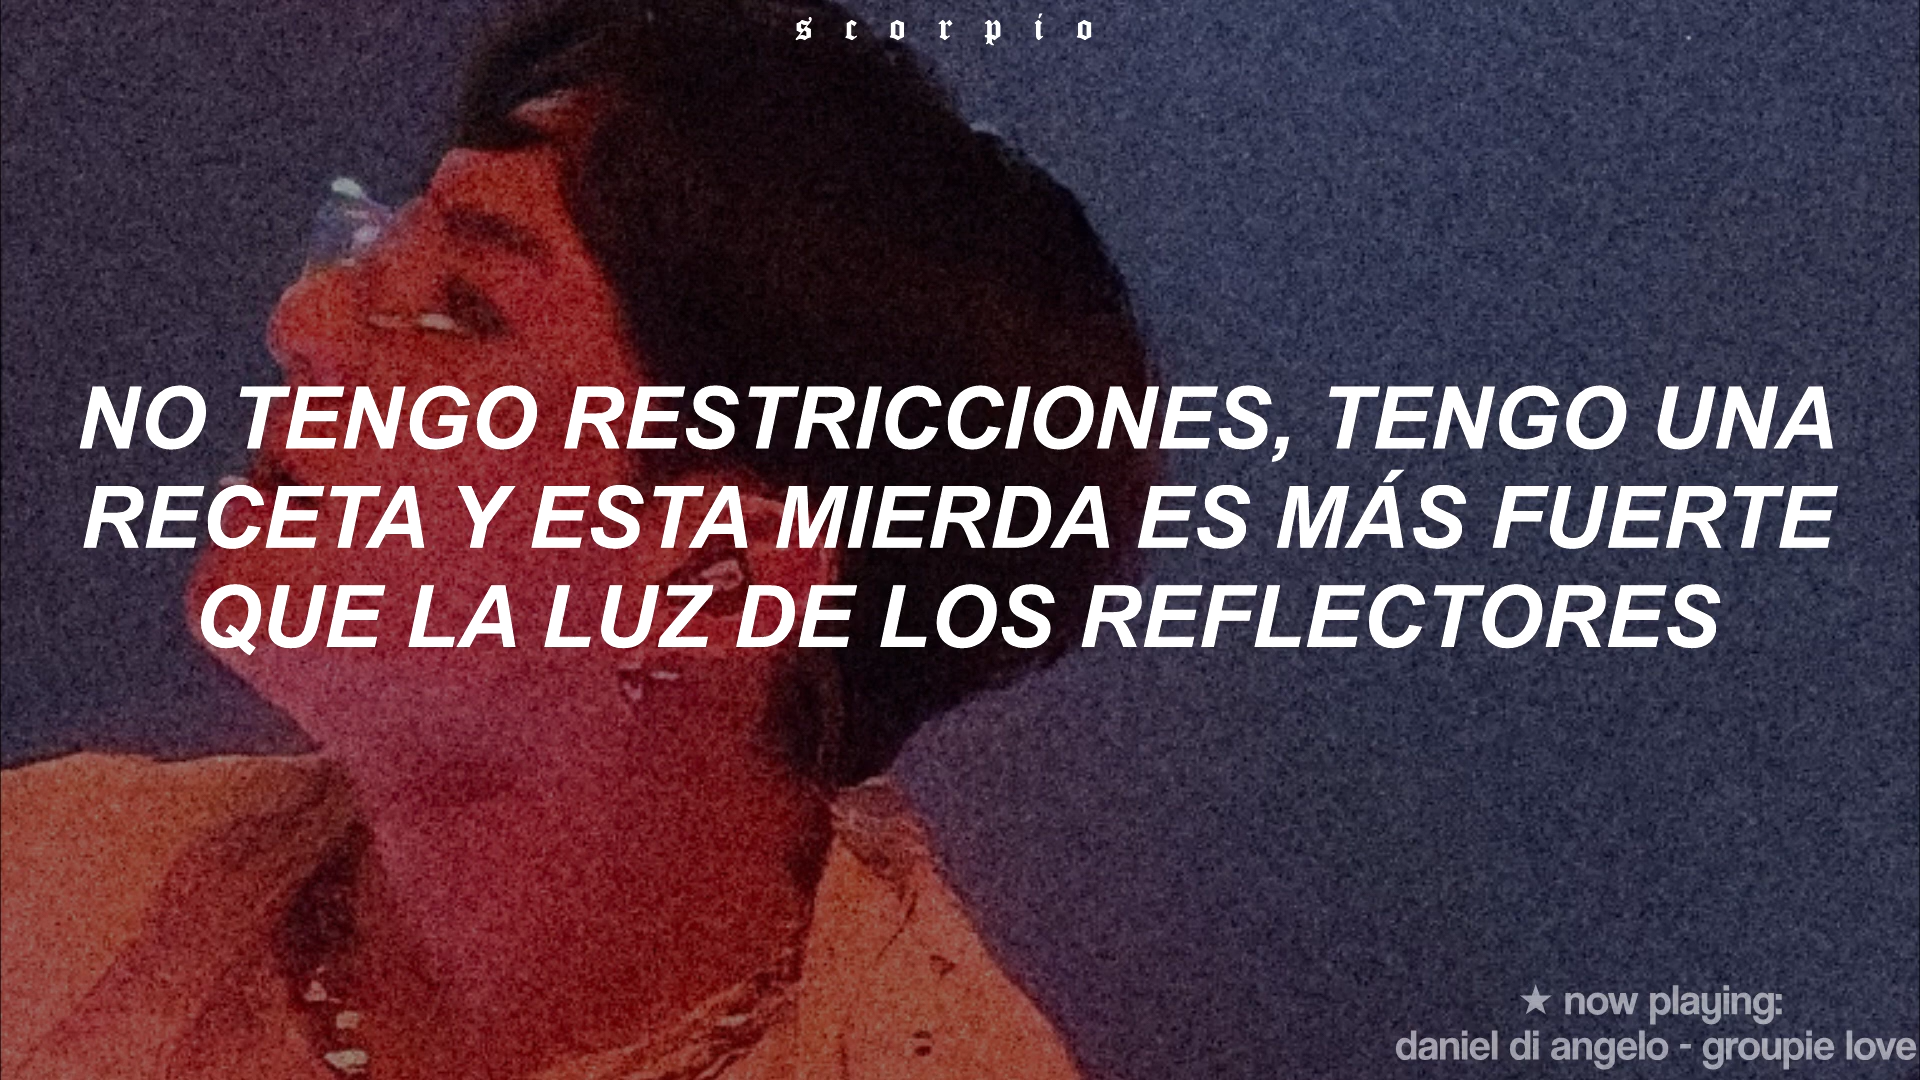 scorpio
NO TENGO RESTRICCIONES, TENGO UNA
RECETA Y ESTA MIERDA ES MÁS FUERTE
QUE LA LUZ DE LOS REFLECTORES
★ now playing:
daniel di angelo - groupie love